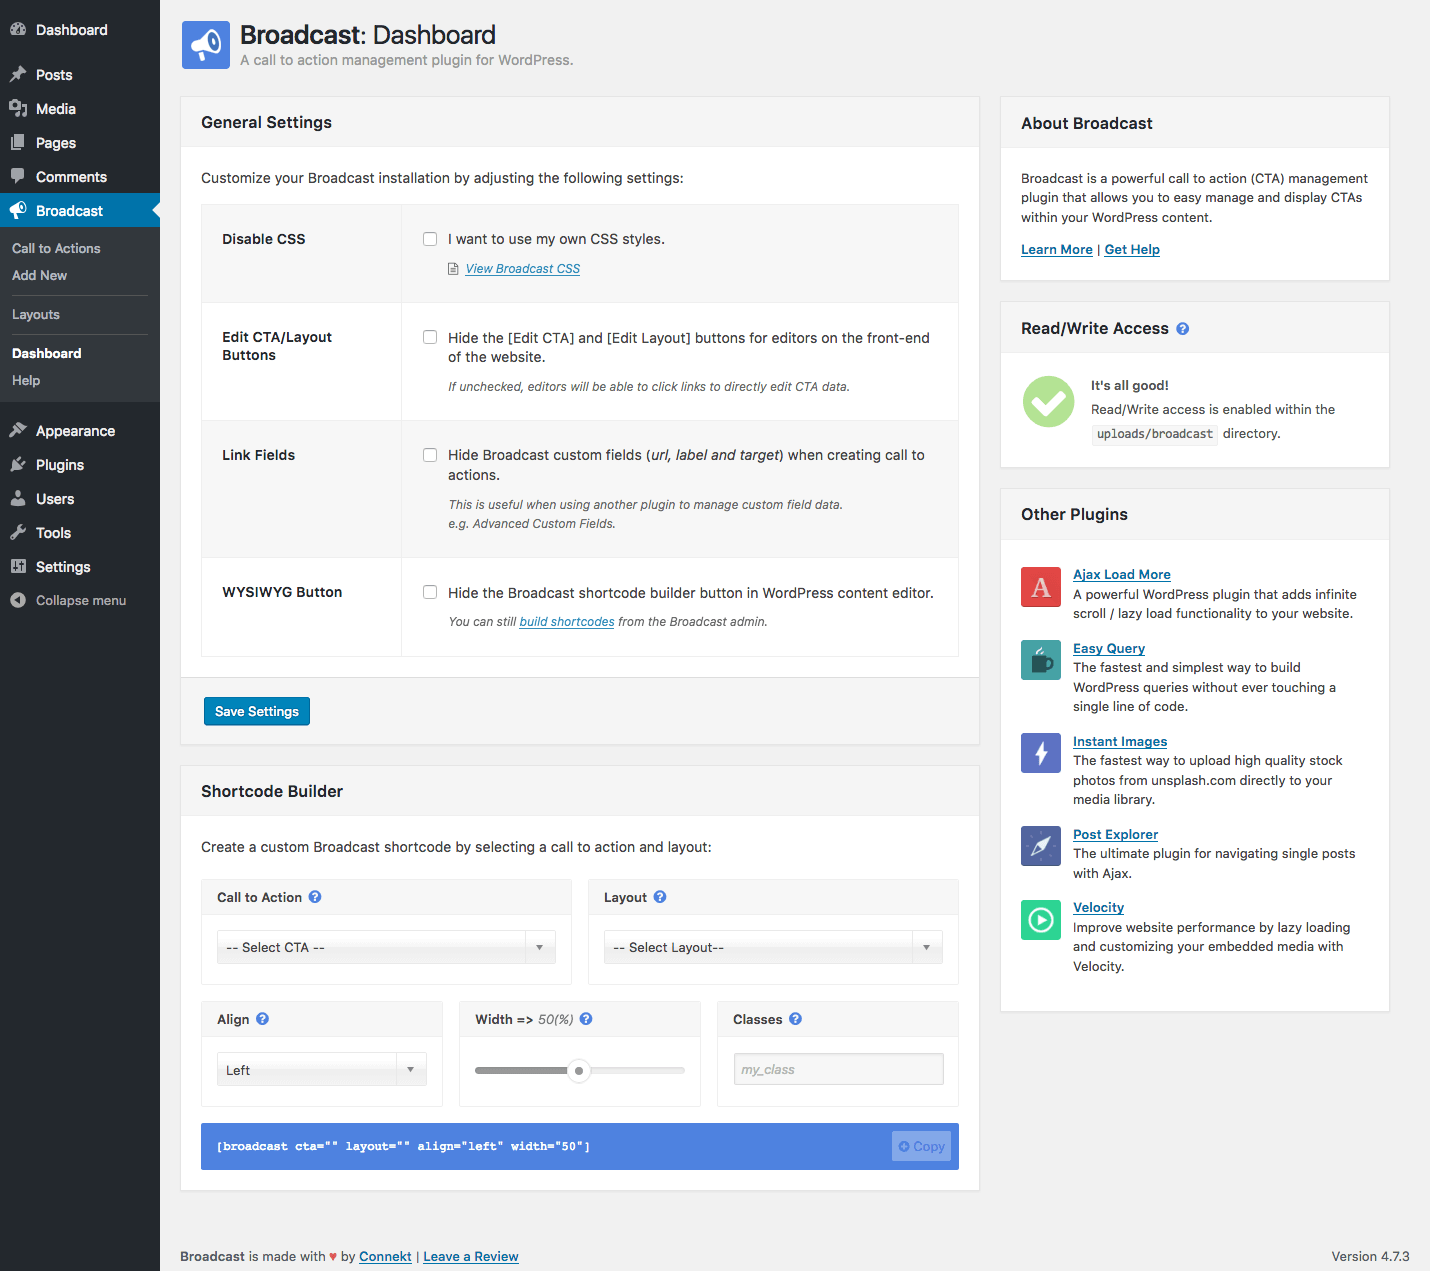 Dashboard
Posts
Media
Pages
Comments
Broadcast
Call to Actions
Add New
Layouts
Dashboard
Help
Appearance
Plugins
Users
Tools
Settings
Collapse menu
Broadcast: Dashboard
A call to action management plugin for WordPress.
General Settings
Customize your Broadcast installation by adjusting the following settings:
Disable CSS
I want to use my own CSS styles.
View Broadcast CSS
Edit CTA/Layout
Buttons
Hide the [Edit CTA] and [Edit Layout] buttons for editors on the front-end
of the website.
If unchecked, editors will be able to click links to directly edit CTA data.
Link Fields
Hide Broadcast custom fields (url, label and target) when creating call to
actions.
This is useful when using another plugin to manage custom field data.
e.g. Advanced Custom Fields.
WYSIWYG Button
Hide the Broadcast shortcode builder button in WordPress content editor.
You can still build shortcodes from the Broadcast admin.
Save Settings
Shortcode Builder
Create a custom Broadcast shortcode by selecting a call to action and layout:
Call to Action
-- Select CTA --
Layout
-- Select Layout--
Align
Left
Width => 50(%)
Classes
my_class
[broadcast cta="" layout="" align="left" width="50"]
Copy
About Broadcast
Broadcast is a powerful call to action (CTA) management
plugin that allows you to easy manage and display CTAs
within your WordPress content.
Learn More | Get Help
Read/Write Access
It's all good!
Read/Write access is enabled within the
uploads/broadcast directory.
Other Plugins
A
Ajax Load More
A powerful WordPress plugin that adds infinite
scroll / lazy load functionality to your website.
Easy Query
The fastest and simplest way to build
WordPress queries without ever touching a
single line of code.
Instant Images
The fastest way to upload high quality stock
photos from unsplash.com directly to your
media library.
Post Explorer
The ultimate plugin for navigating single posts
with Ajax.
Velocity
Improve website performance by lazy loading
and customizing your embedded media with
Velocity.
Broadcast is made with ♥ by Connekt | Leave a Review
Version 4.7.3